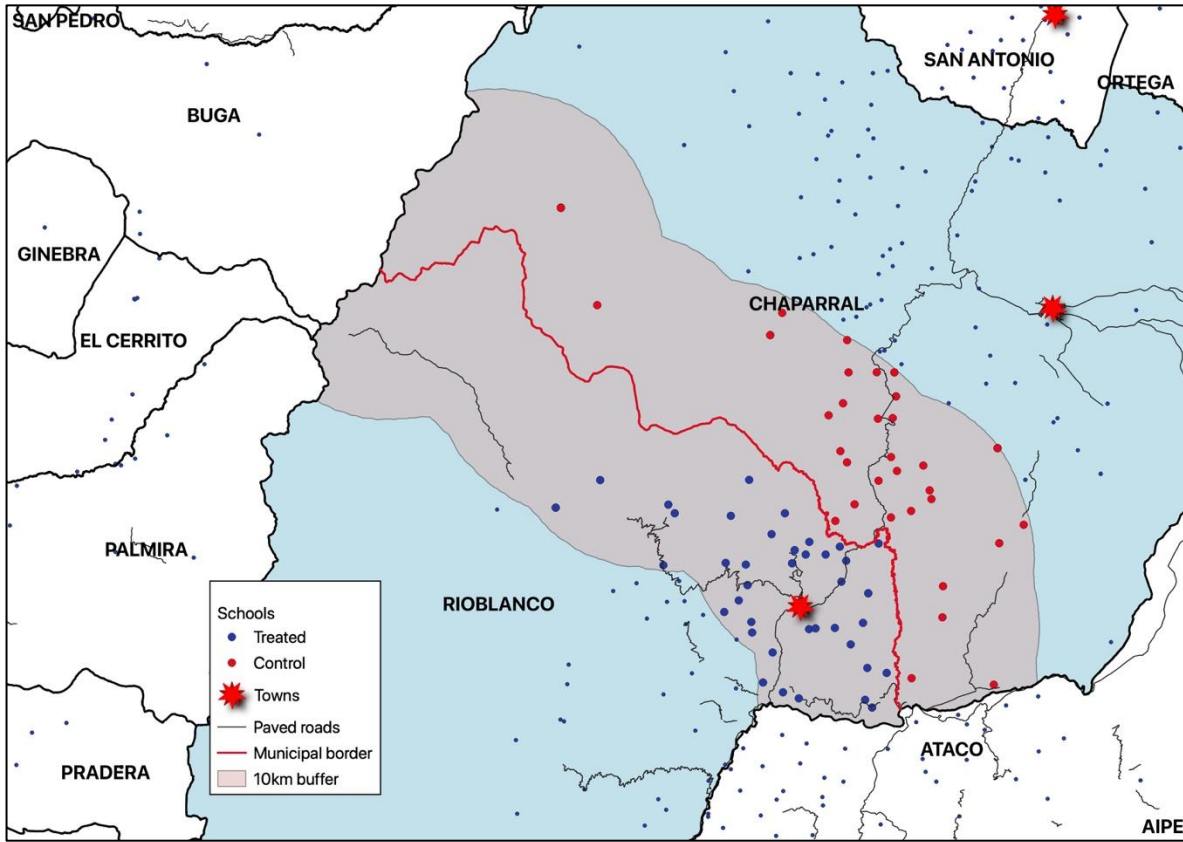 SAN PEDRO
BUGA
SAN ANTONIO
ORTEGA
GINEBRA
EL CERRITO
CHAPARRAL
PALMIRA
RIOBLANCO
PRADERA
ATACO
AIPE
Schools
Treated
Control
Towns
Paved roads
Municipal border
10km buffer